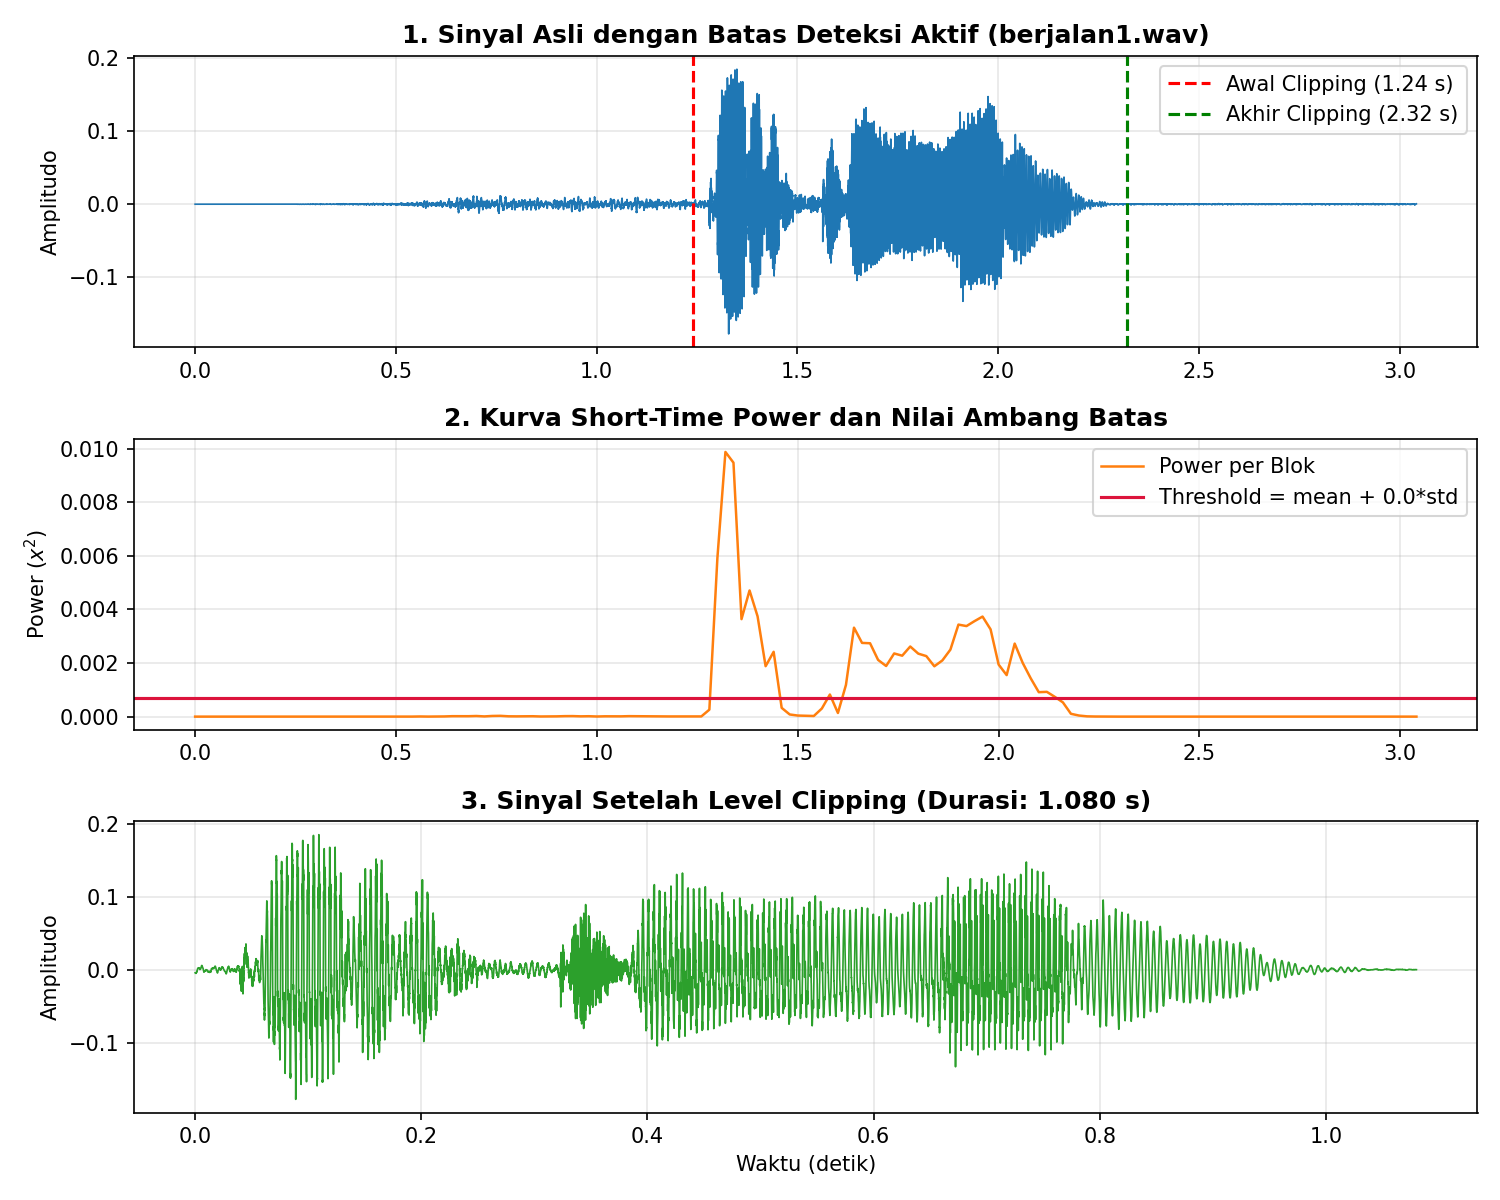 1. Sinyal Asli dengan Batas Deteksi Aktif (berjalan1.wav)
0.2
0.1
0.0
−0.1
Amplitudo
Awal Clipping (1.24 s)
Akhir Clipping (2.32 s)
0.0 0.5 1.0 1.5 2.0 2.5 3.0
2. Kurva Short-Time Power dan Nilai Ambang Batas
0.010
0.008
0.006
0.004
0.002
0.000
Power (x²)
Power per Blok
Threshold = mean + 0.0*std
0.0 0.5 1.0 1.5 2.0 2.5 3.0
3. Sinyal Setelah Level Clipping (Durasi: 1.080 s)
0.2
0.1
0.0
−0.1
Amplitudo
0.0 0.2 0.4 0.6 0.8 1.0
Waktu (detik)